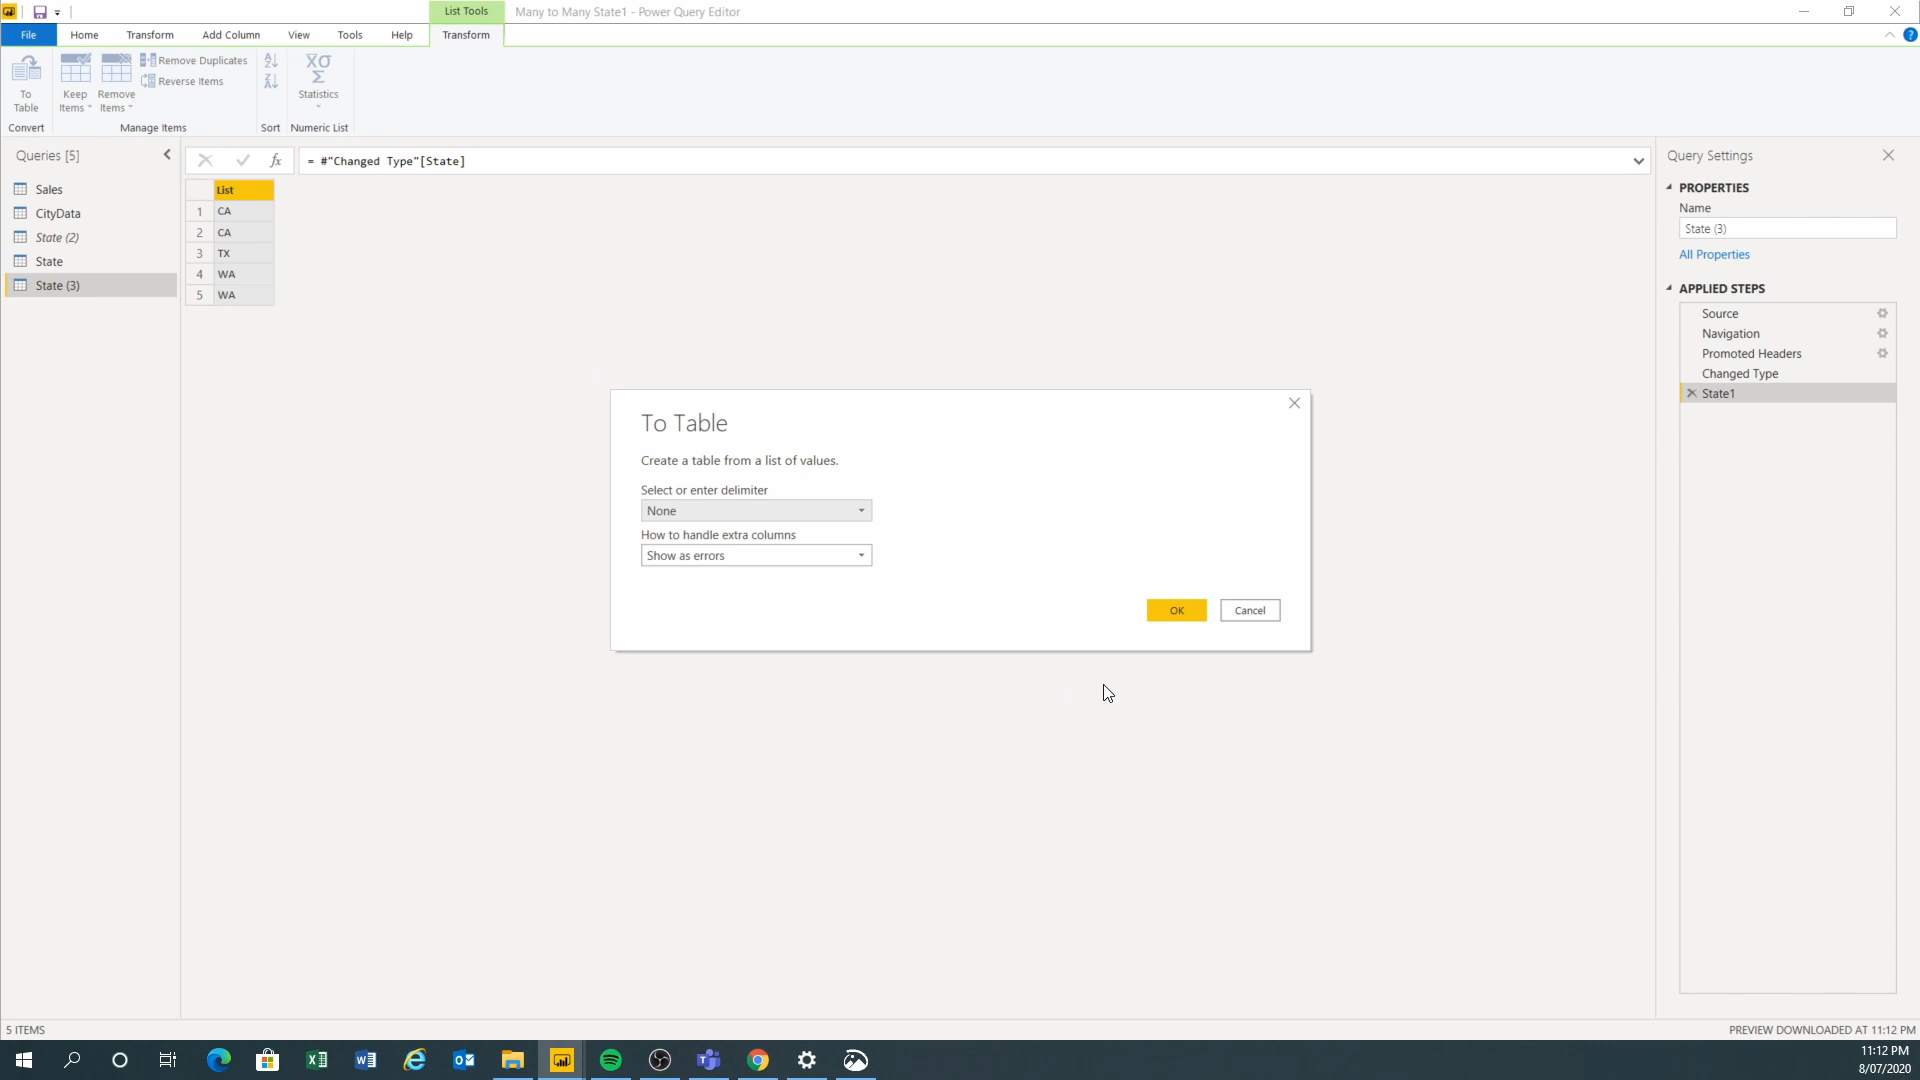 List Tools
Many to Many State1 - Power Query Editor
File
Home
Transform
Add Column
View
Tools
Help
Transform
To Table
Keep Items
Remove Items
Remove Duplicates
Reverse Items
Statistics
Convert
Manage Items
Sort
Numeric List
Queries [5]
Sales
CityData
State (2)
State
State (3)
fx
= #"Changed Type"[State]
List
1 CA
2 CA
3 TX
4 WA
5 WA
To Table
Create a table from a list of values.
Select or enter delimiter
None
How to handle extra columns
Show as errors
OK
Cancel
Query Settings
PROPERTIES
Name
State (3)
All Properties
APPLIED STEPS
Source
Navigation
Promoted Headers
Changed Type
State1
5 ITEMS
PREVIEW DOWNLOADED AT 11:12 PM
11:12 PM
8/07/2020